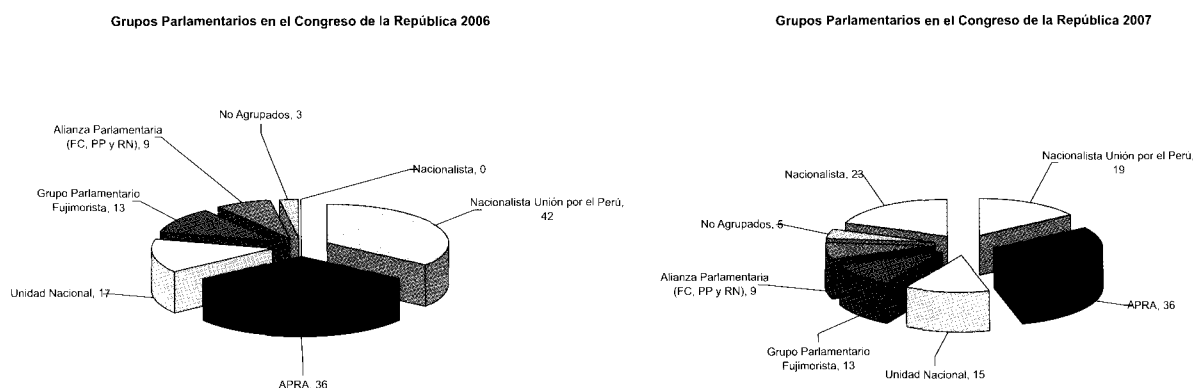 Grupos Parlamentarios en el Congreso de la República 2006
No Agrupados, 3
Alianza Parlamentaria
(FC, PP y RN), 9
Nacionalista, 0
Grupo Parlamentario
Fujimorista, 13
Nacionalista Unión por el Perú,
42
Unidad Nacional, 17
APRA, 36
Grupos Parlamentarios en el Congreso de la República 2007
Nacionalista Unión por el Perú,
19
Nacionalista, 23
No Agrupados, 5
Alianza Parlamentaria
(FC, PP y RN), 9
APRA, 36
Grupo Parlamentario
Fujimorista, 13
Unidad Nacional, 15